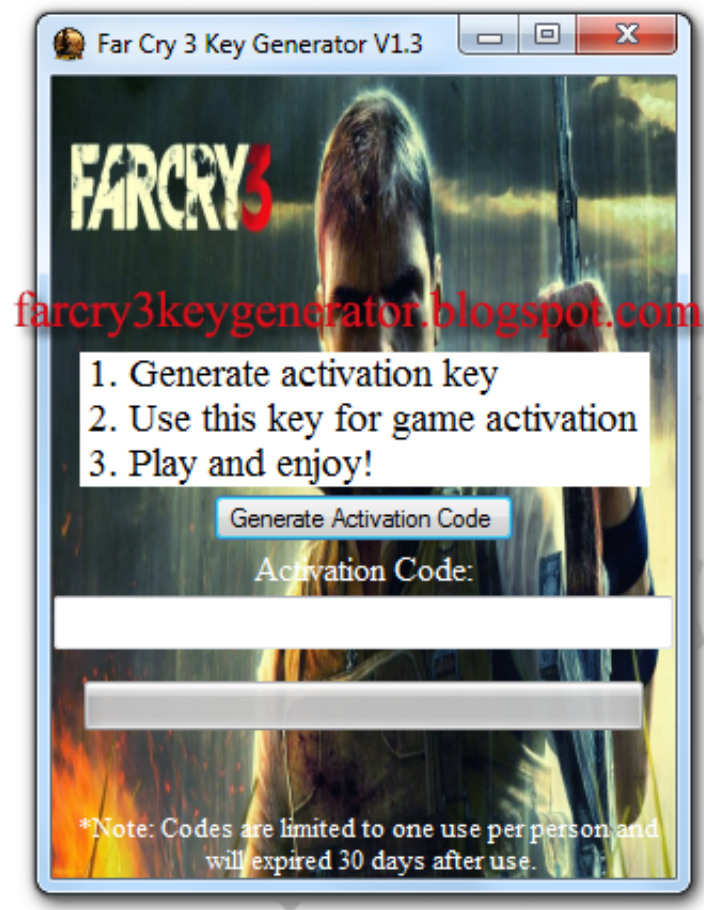 Far Cry 3 Key Generator V1.3
FARCRY3
farcry3keygenerator.blogspot.com
1. Generate activation key
2. Use this key for game activation
3. Play and enjoy!
Generate Activation Code
Activation Code:
*Note: Codes are limited to one use per person and
will expired 30 days after use.